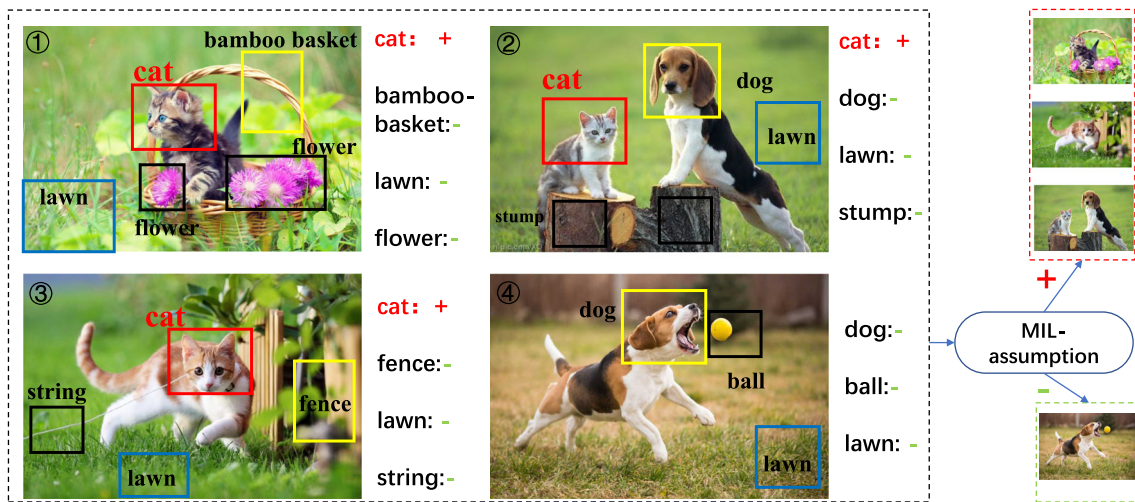 ①
bamboo basket
cat
flower
lawn
flower
cat: +
bamboo-
basket:-
lawn: -
flower:-
②
cat
dog
lawn
stump
cat: +
dog:-
lawn: -
stump:-
③
cat
string
fence
lawn
cat: +
fence:-
lawn: -
string:-
④
dog
ball
lawn
dog:-
ball:-
lawn: -
+
MIL-
assumption
-